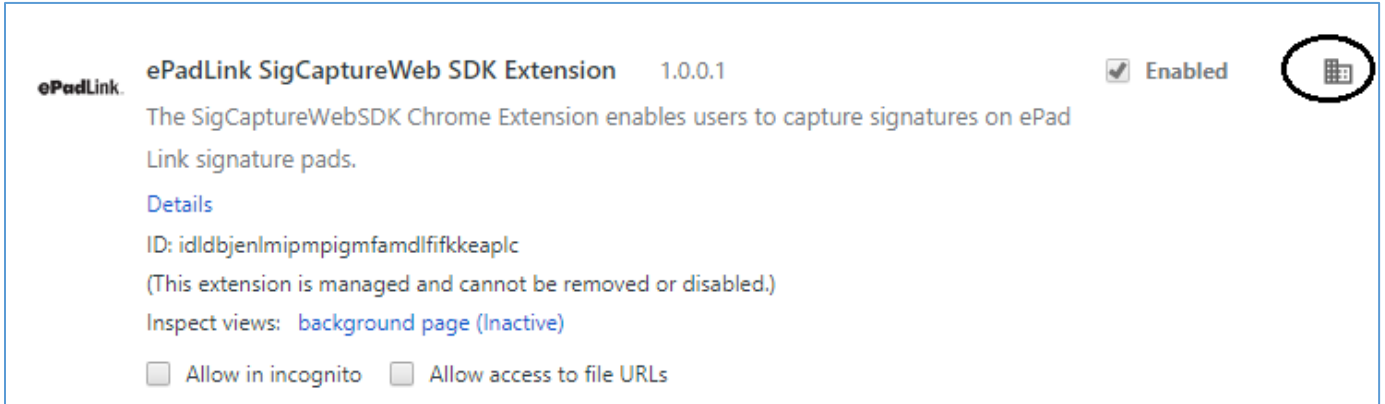 ePadLink SigCaptureWeb SDK Extension 1.0.0.1 Enabled
ePadLink.
The SigCaptureWebSDK Chrome Extension enables users to capture signatures on ePad
Link signature pads.
Details
ID: idldbjenlmipmpigmfamdlfifkkeaplc
(This extension is managed and cannot be removed or disabled.)
Inspect views: background page (Inactive)
Allow in incognito Allow access to file URLs